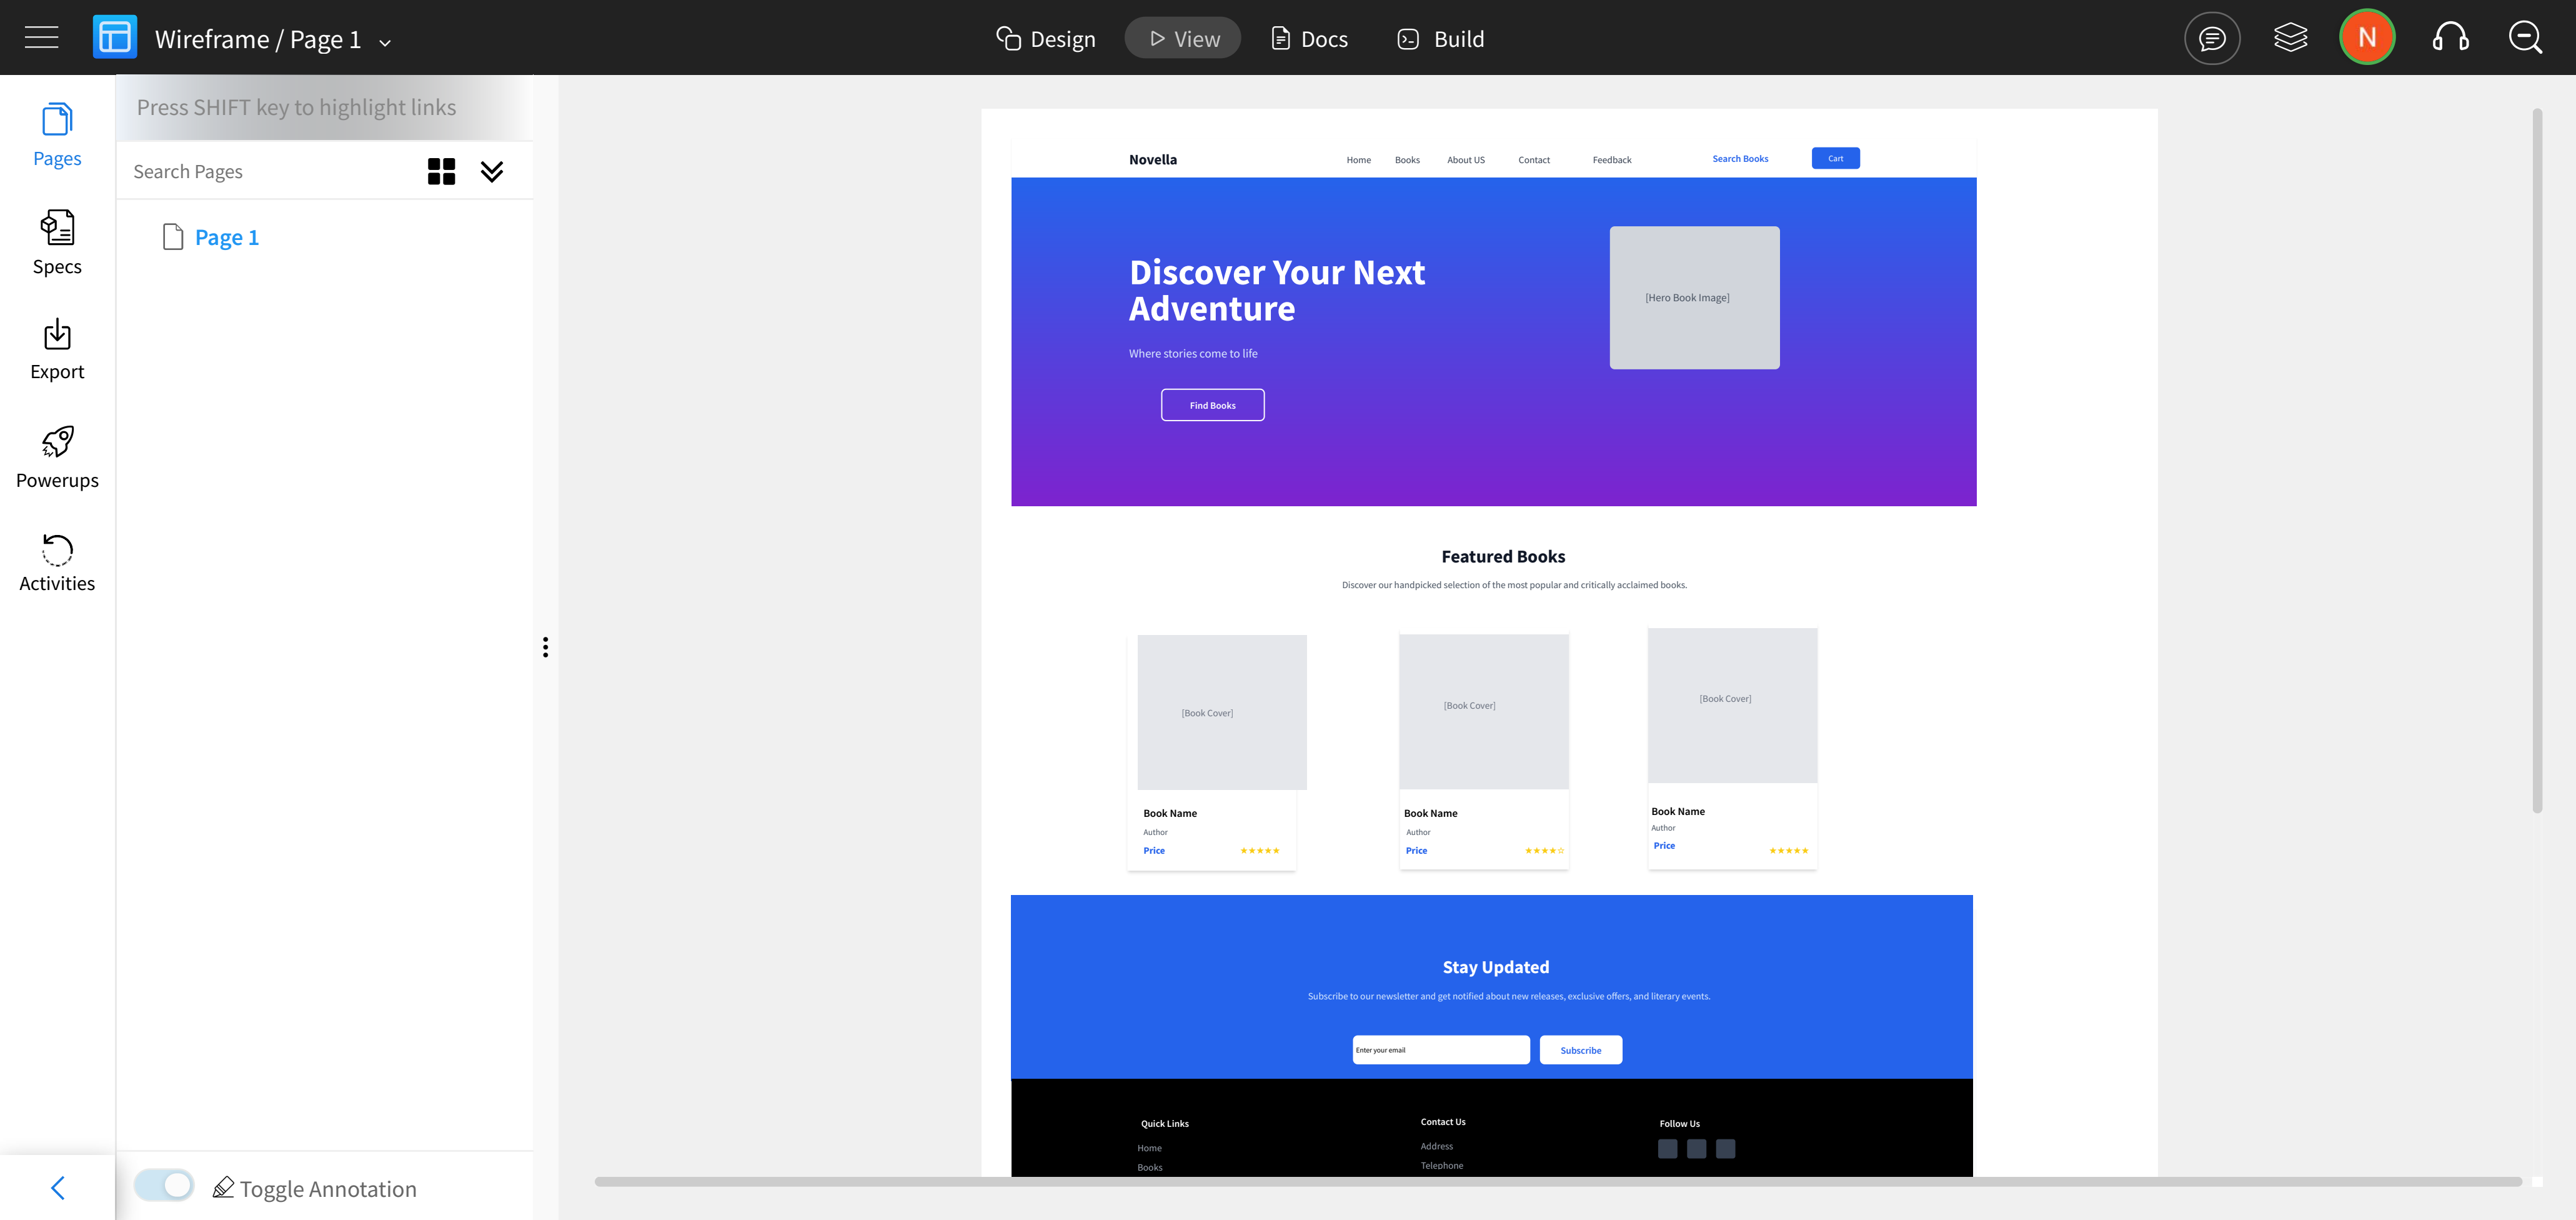 Wireframe / Page 1
Design
View
Docs
Build
N
Pages
Specs
Export
Powerups
Activities
Press SHIFT key to highlight links
Search Pages
Page 1
Toggle Annotation
Novella
Home
Books
About US
Contact
Feedback
Search Books
Cart
Discover Your Next
Adventure
Where stories come to life
Find Books
[Hero Book Image]
Featured Books
Discover our handpicked selection of the most popular and critically acclaimed books.
[Book Cover]
Book Name
Author
Price ★★★★★
[Book Cover]
Book Name
Author
Price ★★★★☆
[Book Cover]
Book Name
Author
Price ★★★★★
Stay Updated
Subscribe to our newsletter and get notified about new releases, exclusive offers, and literary events.
Enter your email
Subscribe
Quick Links
Home
Books
Contact Us
Address
Telephone
Follow Us